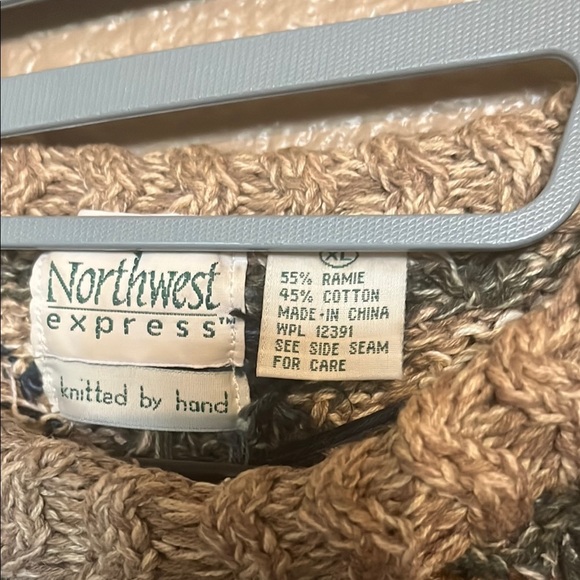 Northwest
express™
knitted by hand
XL
55% RAMIE
45% COTTON
MADE IN CHINA
WPL 12391
SEE SIDE SEAM
FOR CARE